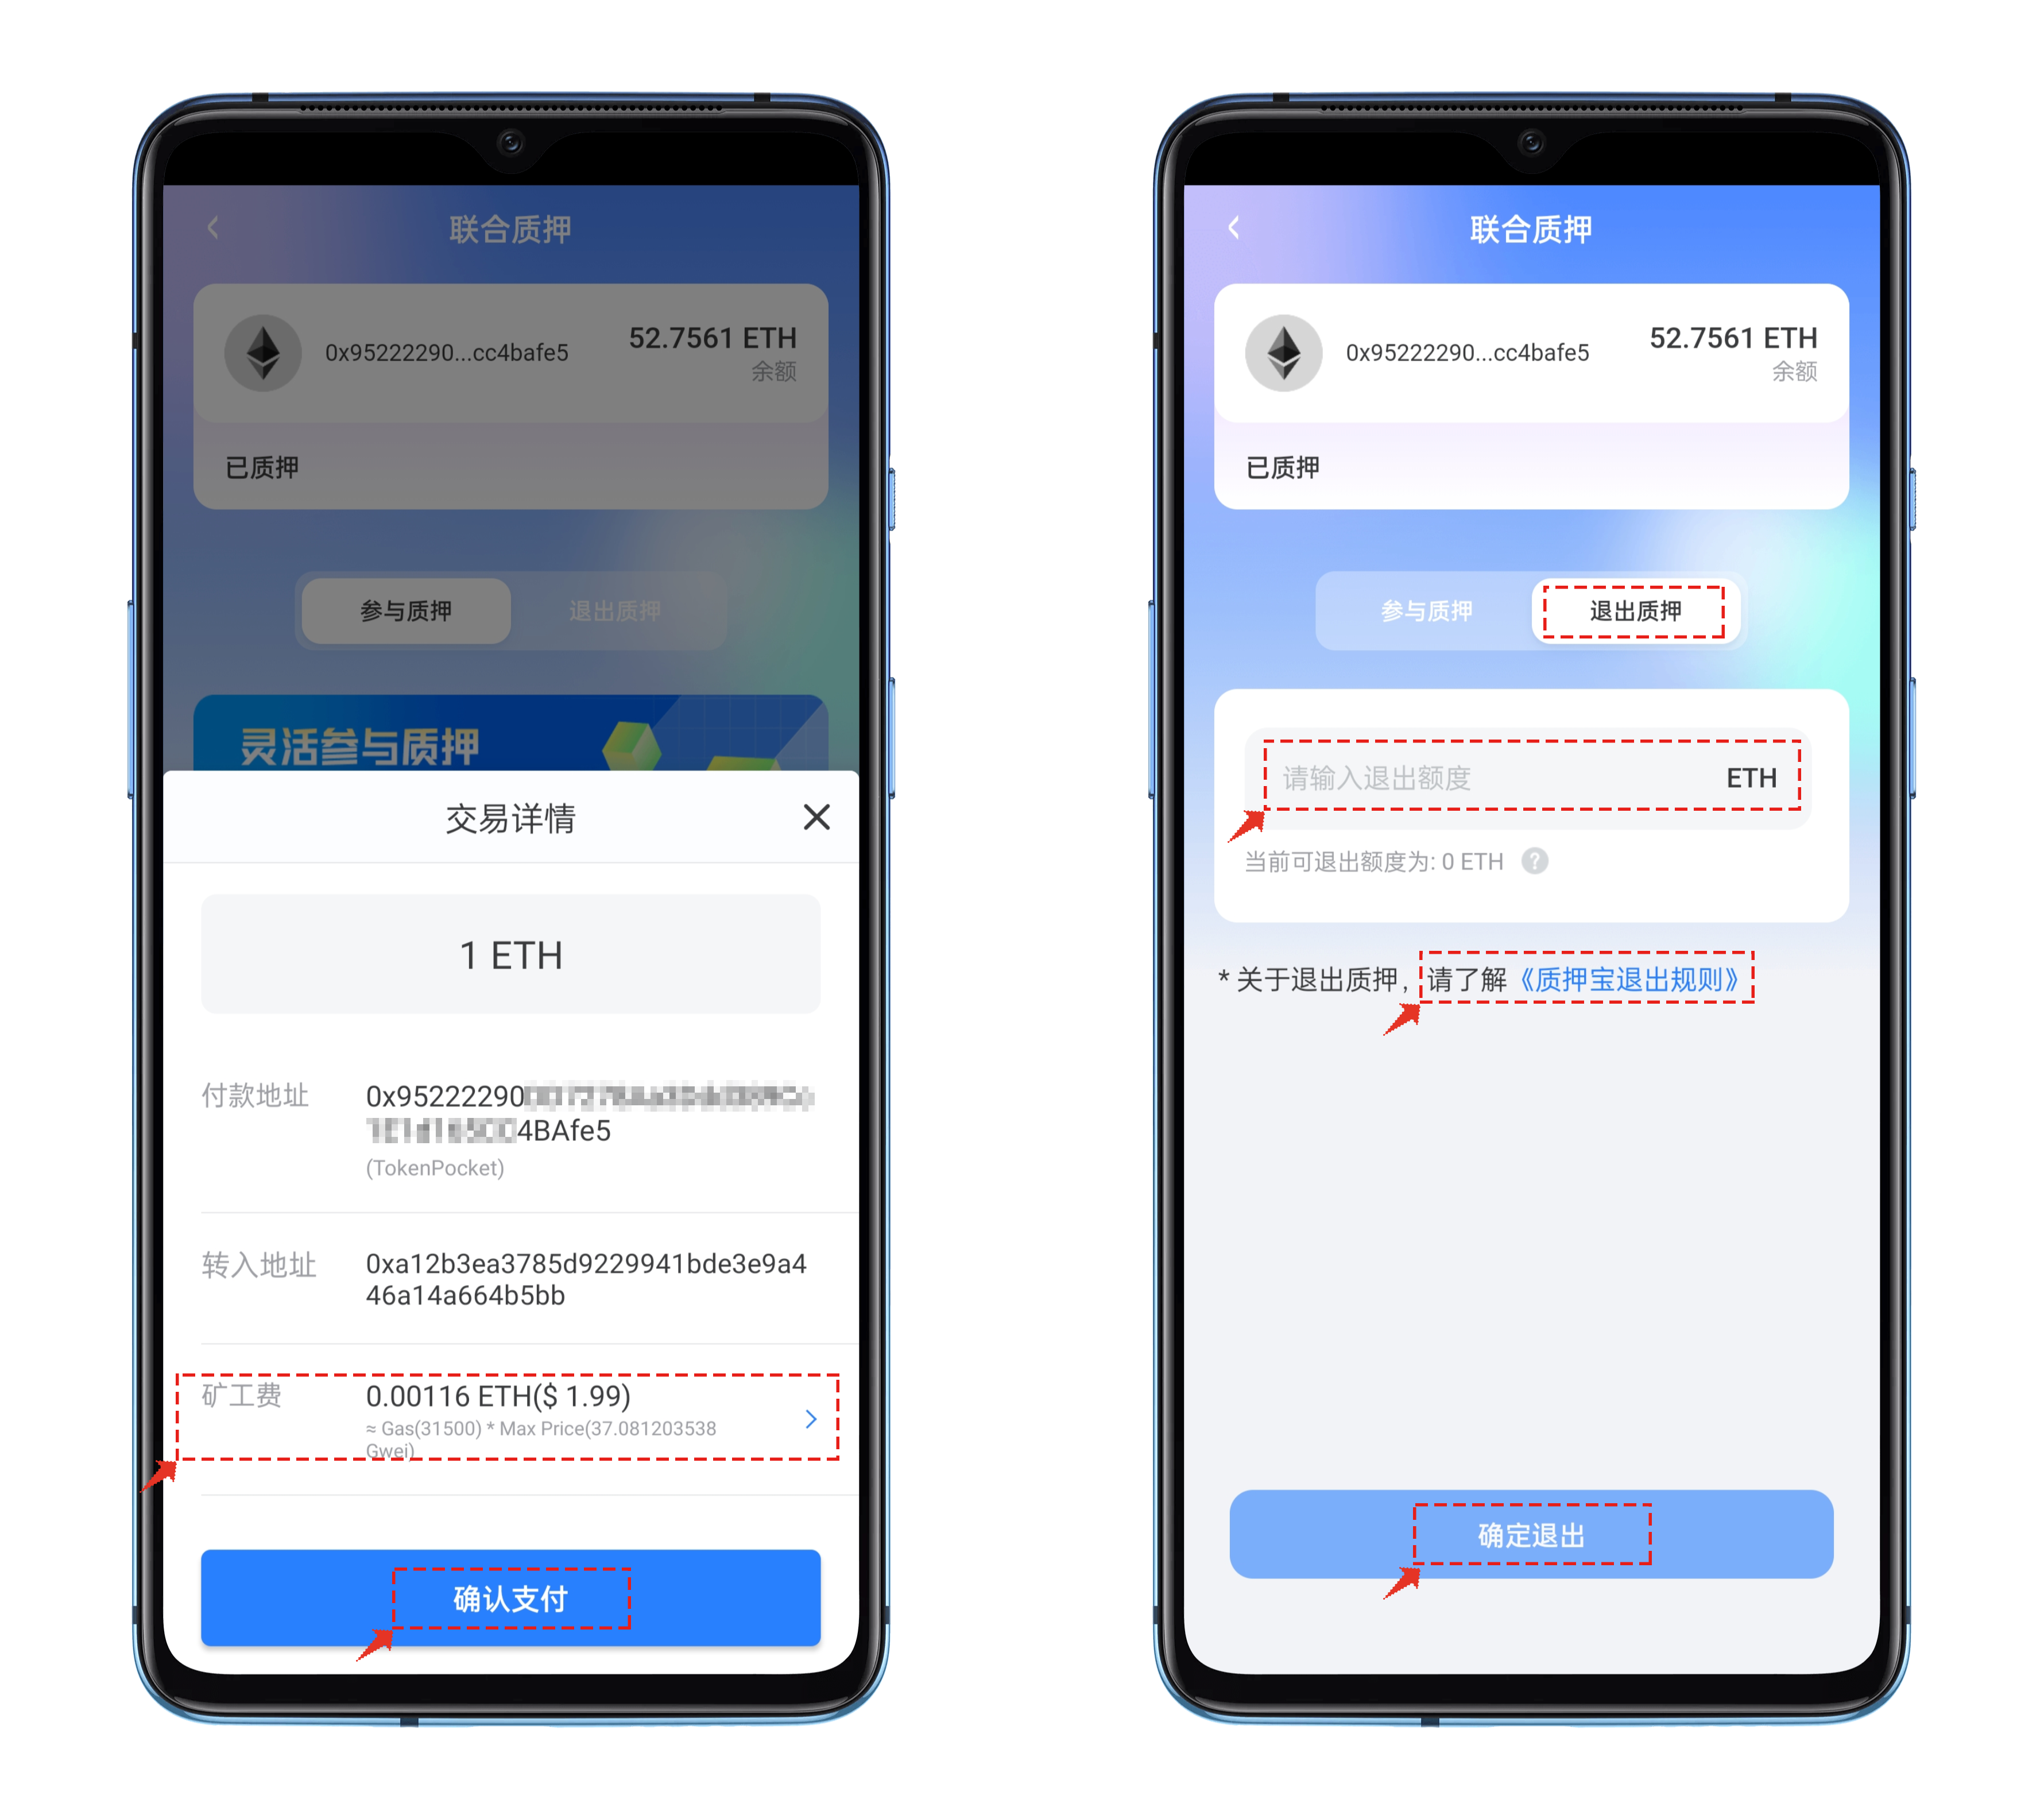 联合质押
0x95222290...cc4bafe5
52.7561 ETH
余额
已质押
参与质押
退出质押
灵活参与质押
交易详情
1 ETH
付款地址
0x95222290
4BAfe5
(TokenPocket)
转入地址
0xa12b3ea3785d9229941bde3e9a4
46a14a664b5bb
矿工费
0.00116 ETH($ 1.99)
≈ Gas(31500) * Max Price(37.081203538
Gwei)
确认支付
联合质押
0x95222290...cc4bafe5
52.7561 ETH
余额
已质押
参与质押
退出质押
请输入退出额度
ETH
当前可退出额度为: 0 ETH ?
* 关于退出质押, 请了解《质押宝退出规则》
确定退出